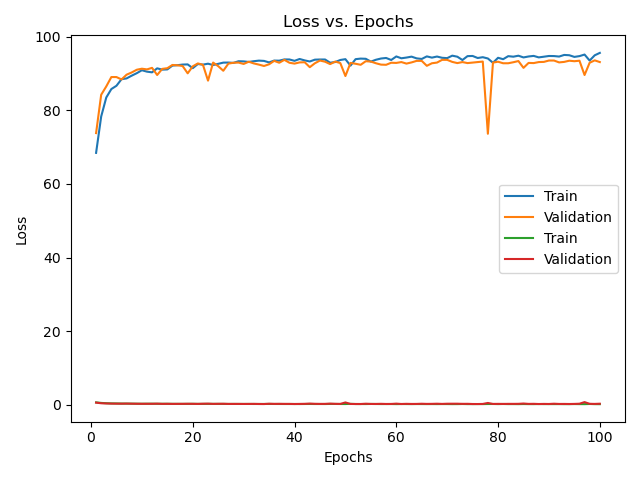 Loss vs. Epochs
100
80
60
40
20
0
Loss
Train
Validation
Train
Validation
0 20 40 60 80 100
Epochs